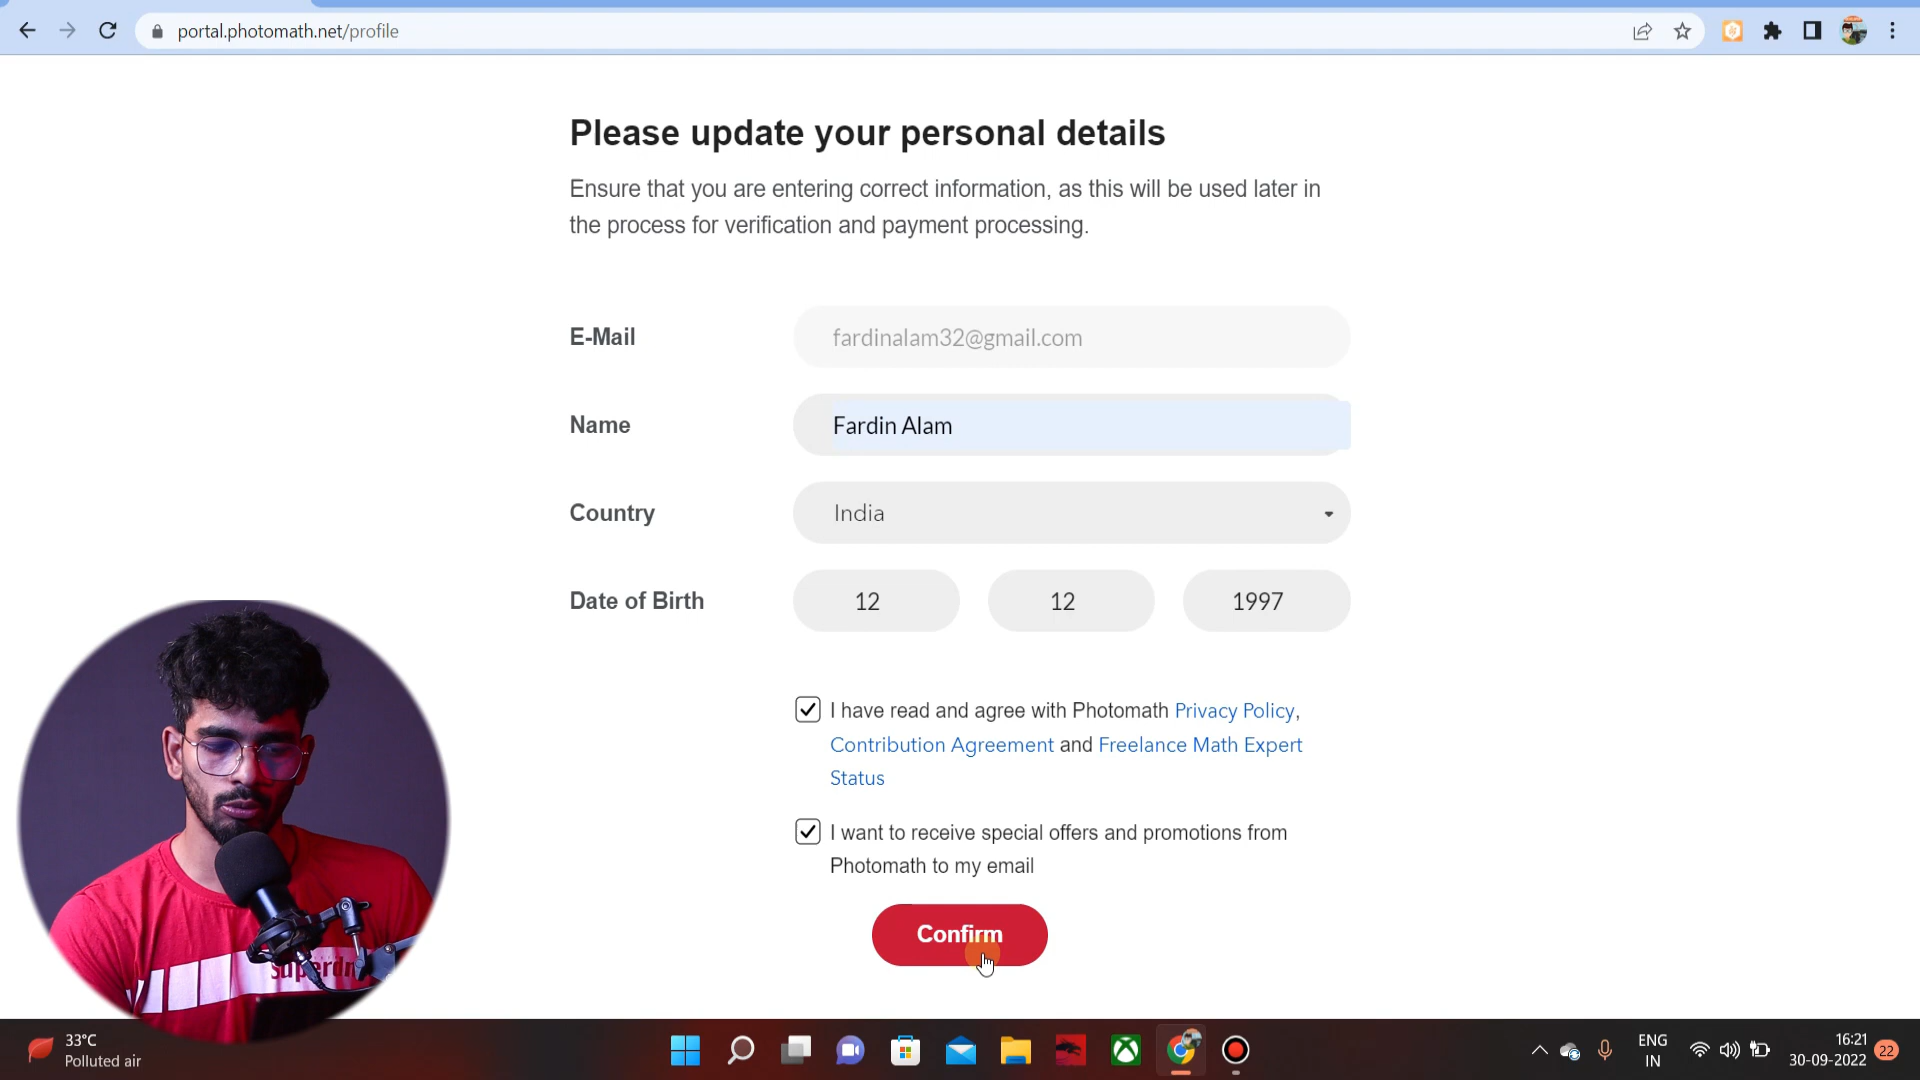 portal.photomath.net/profile
Please update your personal details
Ensure that you are entering correct information, as this will be used later in
the process for verification and payment processing.
E-Mail fardinalam32@gmail.com
Name Fardin Alam
Country India
Date of Birth 12 12 1997
I have read and agree with Photomath Privacy Policy,
Contribution Agreement and Freelance Math Expert
Status
I want to receive special offers and promotions from
Photomath to my email
Confirm
33°C
Polluted air
ENG
IN
16:21
30-09-2022
22